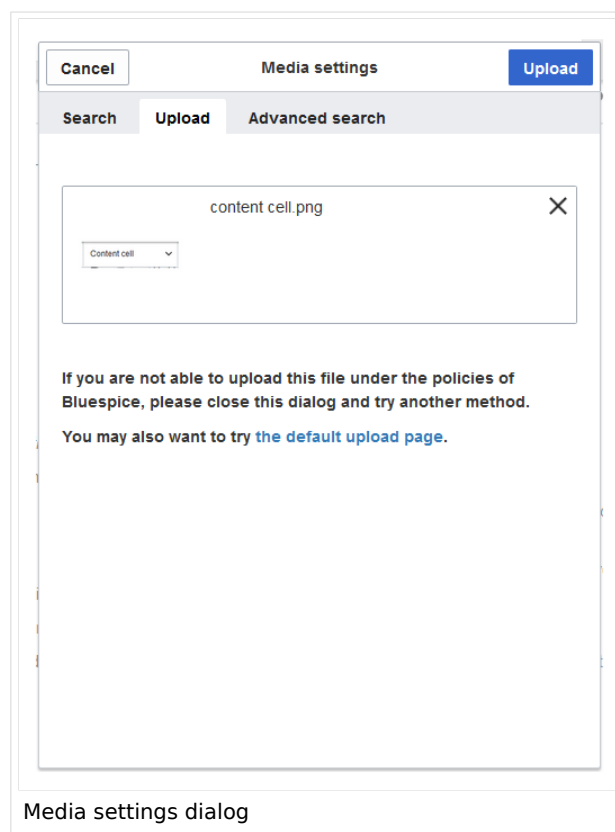 Cancel Media settings Upload
Search Upload Advanced search
content cell.png
Content cell
If you are not able to upload this file under the policies of
Bluespice, please close this dialog and try another method.
You may also want to try the default upload page.
Media settings dialog